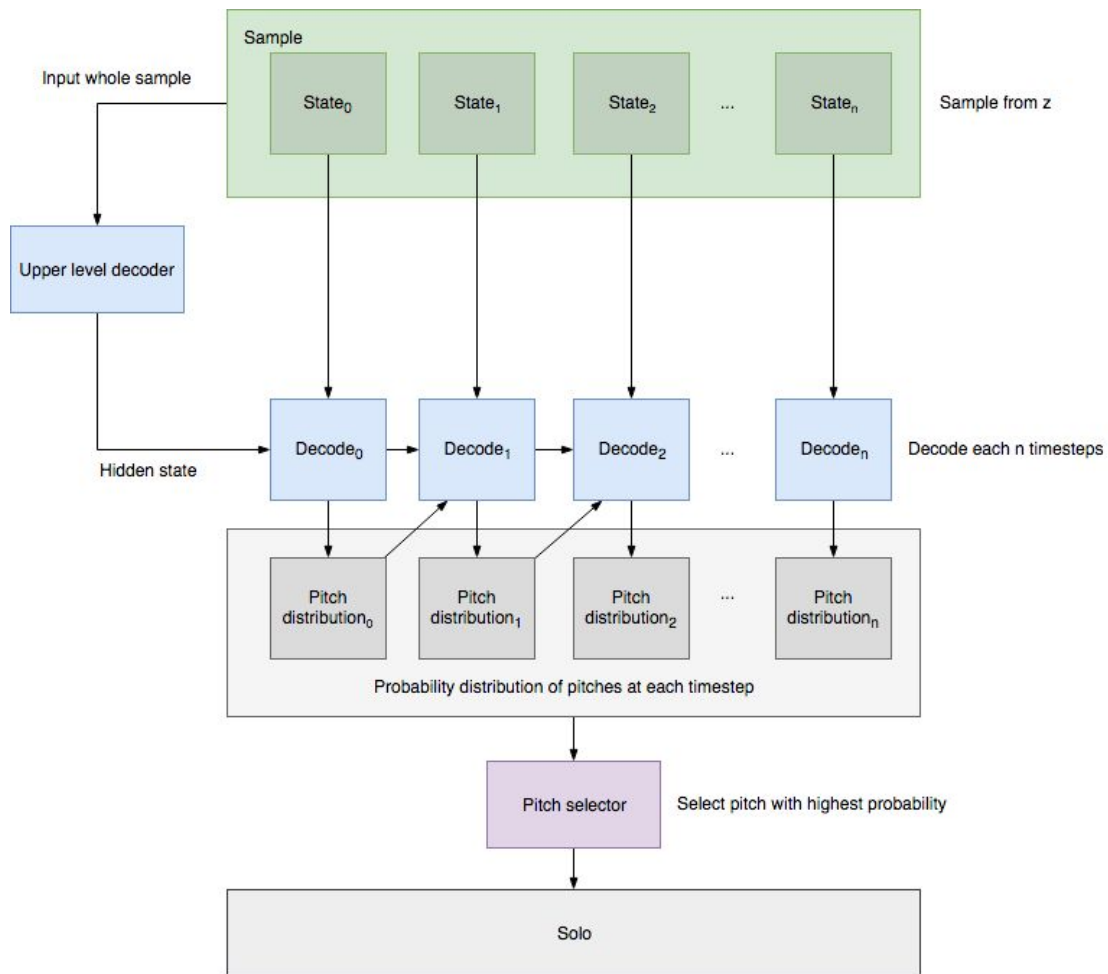 Sample
Input whole sample
State₀
State₁
State₂
...
Stateₙ
Sample from z
Upper level decoder
Decode₀
Decode₁
Decode₂
...
Decodeₙ
Decode each n timesteps
Hidden state
Pitch
distribution₀
Pitch
distribution₁
Pitch
distribution₂
...
Pitch
distributionₙ
Probability distribution of pitches at each timestep
Pitch selector
Select pitch with highest probability
Solo